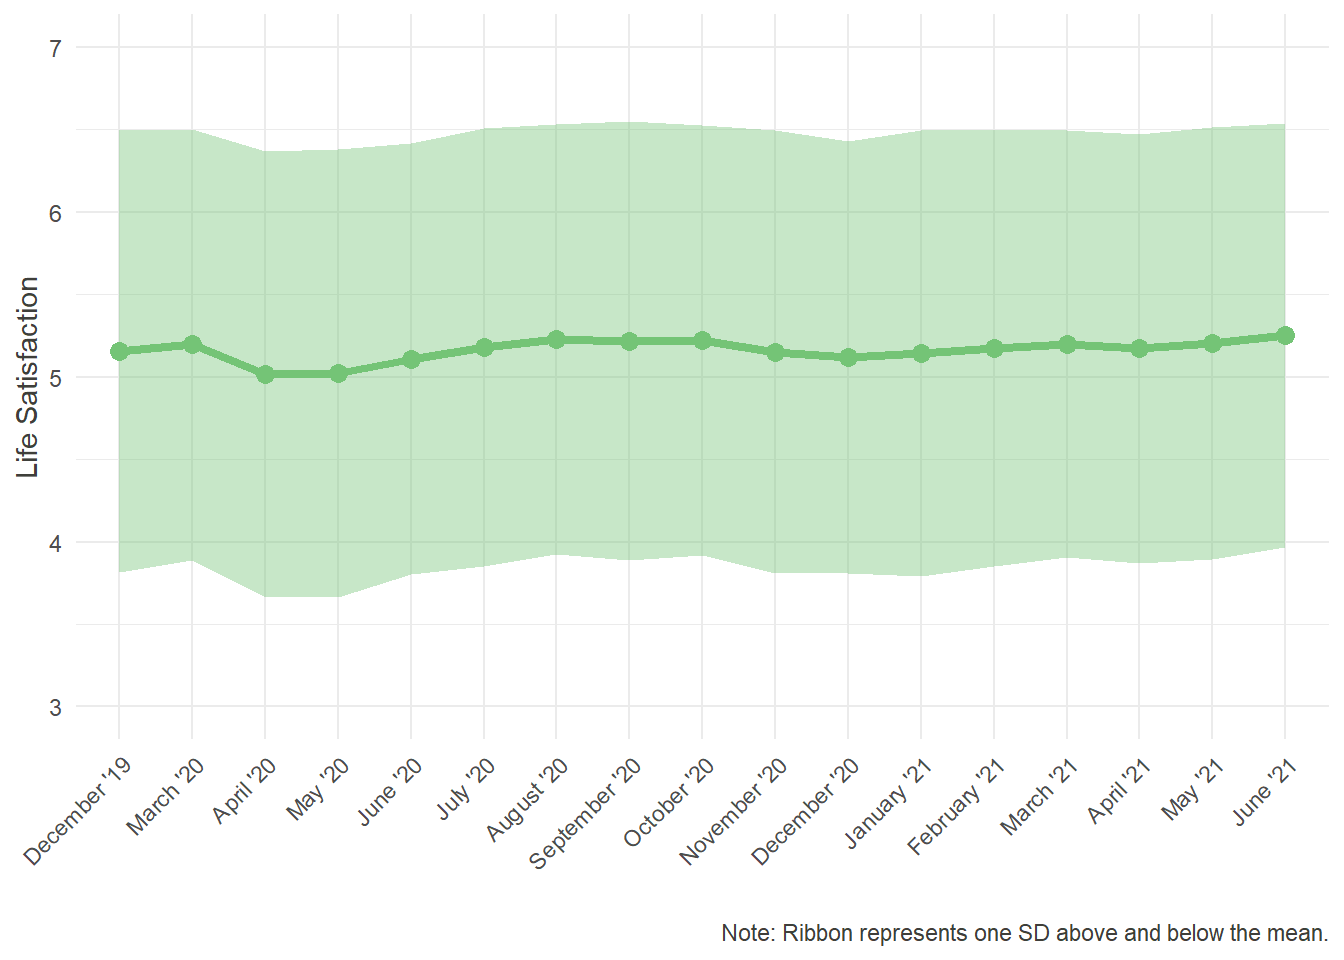 7
6
5
4
3
Life Satisfaction
December '19
March '20
April '20
May '20
June '20
July '20
August '20
September '20
October '20
November '20
December '20
January '21
February '21
March '21
April '21
May '21
June '21
Note: Ribbon represents one SD above and below the mean.